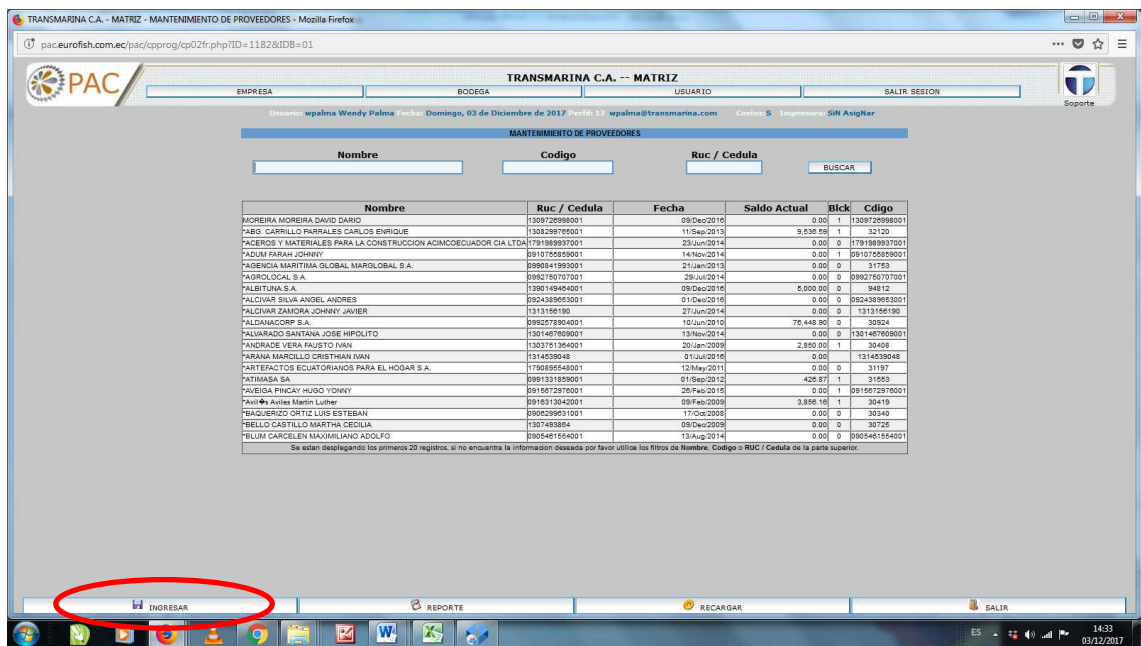 TRANSMARINA C.A. - MATRIZ - MANTENIMIENTO DE PROVEEDORES - Mozilla Firefox
pac.eurofish.com.ec/pac/cpprog/cp02fr.php?ID=1182&IDB=01
PAC
TRANSMARINA C.A. -- MATRIZ
EMPRESA BODEGA USUARIO SALIR SESION
Soporte
Usuario: wpalma Wendy Palma Fecha: Domingo, 03 de Diciembre de 2017 Perfil: 17 wpalma@transmarina.com Costos: S Impresora: SiN AsigNar
MANTENIMIENTO DE PROVEEDORES
Nombre Codigo Ruc / Cedula
BUSCAR
Nombre Ruc / Cedula Fecha Saldo Actual Blck Cdigo
MOREIRA MOREIRA DAVID DARIO 1309726998001 09/Dec/2016 0.00 1 1309726998001
*ABG. CARRILLO PARRALES CARLOS ENRIQUE 1308299765001 11/Sep/2013 9,536.59 1 32120
*ACEROS Y MATERIALES PARA LA CONSTRUCCION ACIMCOECUADOR CIA LTDA 1791989937001 23/Jun/2014 0.00 0 1791989937001
*ADUM FARAH JOHNNY 0910755859001 14/Nov/2014 0.00 1 0910755859001
*AGENCIA MARITIMA GLOBAL MARGLOBAL S.A. 0990841993001 21/Jan/2013 0.00 0 31753
*AGROLOCAL S.A. 0992750707001 29/Jul/2014 0.00 0 0992750707001
*ALBITUNA S.A. 1390149464001 09/Dec/2016 5,000.00 0 94812
*ALCIVAR SILVA ANGEL ANDRES 0924389653001 01/Dec/2016 0.00 0 0924389653001
*ALCIVAR ZAMORA JOHNNY JAVIER 1313156190 27/Jun/2014 0.00 0 1313156190
*ALDANACORP S.A. 0992578904001 10/Jun/2010 76,448.90 0 30924
*ALVARADO SANTANA JOSE HIPOLITO 1301467609001 13/Nov/2014 0.00 0 1301467609001
*ANDRADE VERA FAUSTO IVAN 1303751364001 20/Jan/2009 2,850.00 1 30408
*ARANA MARCILLO CRISTHIAN IVAN 1314539048 01/Jul/2016 0.00 1314539048
*ARTEFACTOS ECUATORIANOS PARA EL HOGAR S.A. 1790895548001 12/May/2011 0.00 0 31197
*ATIMASA SA 0991331859001 01/Sep/2012 426.87 1 31553
*AVEIGA PINCAY HUGO YONNY 0915672976001 26/Feb/2015 0.00 1 0915672976001
*Avil�s Aviles Martin Luther 0916313042001 09/Feb/2009 3,856.16 1 30419
*BAQUERIZO ORTIZ LUIS ESTEBAN 0906299631001 17/Oct/2008 0.00 0 30340
*BELLO CASTILLO MARTHA CECILIA 1307493864 09/Dec/2009 0.00 0 30725
*BLUM CARCELEN MAXIMILIANO ADOLFO 0905461554001 13/Aug/2014 0.00 0 0905461554001
Se estan desplegando los primeros 20 registros, si no encuentra la informacion deseada por favor utilice los filtros de Nombre, Codigo o RUC / Cedula de la parte superior.
INGRESAR REPORTE RECARGAR SALIR
ES 14:33
03/12/2017